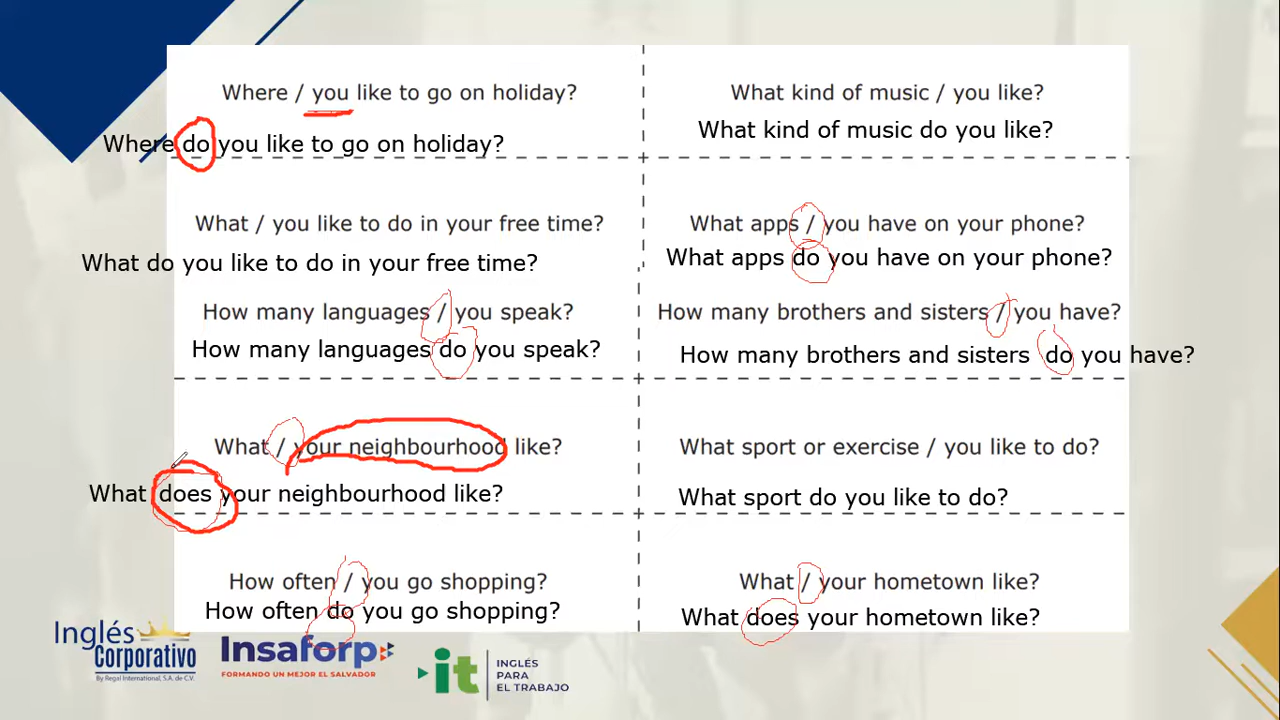 Where / you like to go on holiday?
Where do you like to go on holiday?
What kind of music / you like?
What kind of music do you like?
What / you like to do in your free time?
What do you like to do in your free time?
What apps / you have on your phone?
What apps do you have on your phone?
How many languages / you speak?
How many languages do you speak?
How many brothers and sisters / you have?
How many brothers and sisters do you have?
What / your neighbourhood like?
What does your neighbourhood like?
What sport or exercise / you like to do?
What sport do you like to do?
How often / you go shopping?
How often do you go shopping?
What / your hometown like?
What does your hometown like?
Inglés
Corporativo
By Regal International, S.A. de C.V.
Insaforp
FORMANDO UN MEJOR EL SALVADOR
it
INGLÉS
PARA
EL TRABAJO